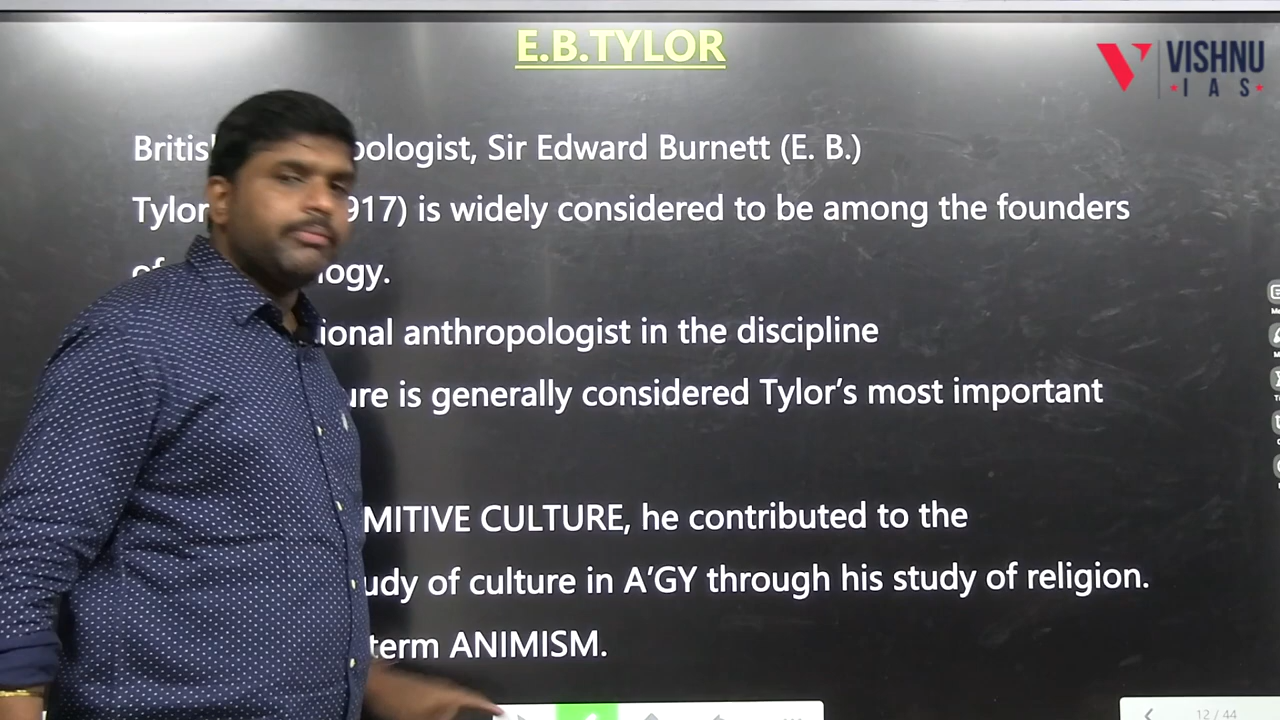 E.B.TYLOR
VISHNU
IAS
ologist, Sir Edward Burnett (E. B.)
Tylor 917) is widely considered to be among the founders
of logy.
ional anthropologist in the discipline
ure is generally considered Tylor’s most important
MITIVE CULTURE, he contributed to the
udy of culture in A’GY through his study of religion.
term ANIMISM.
12 / 44